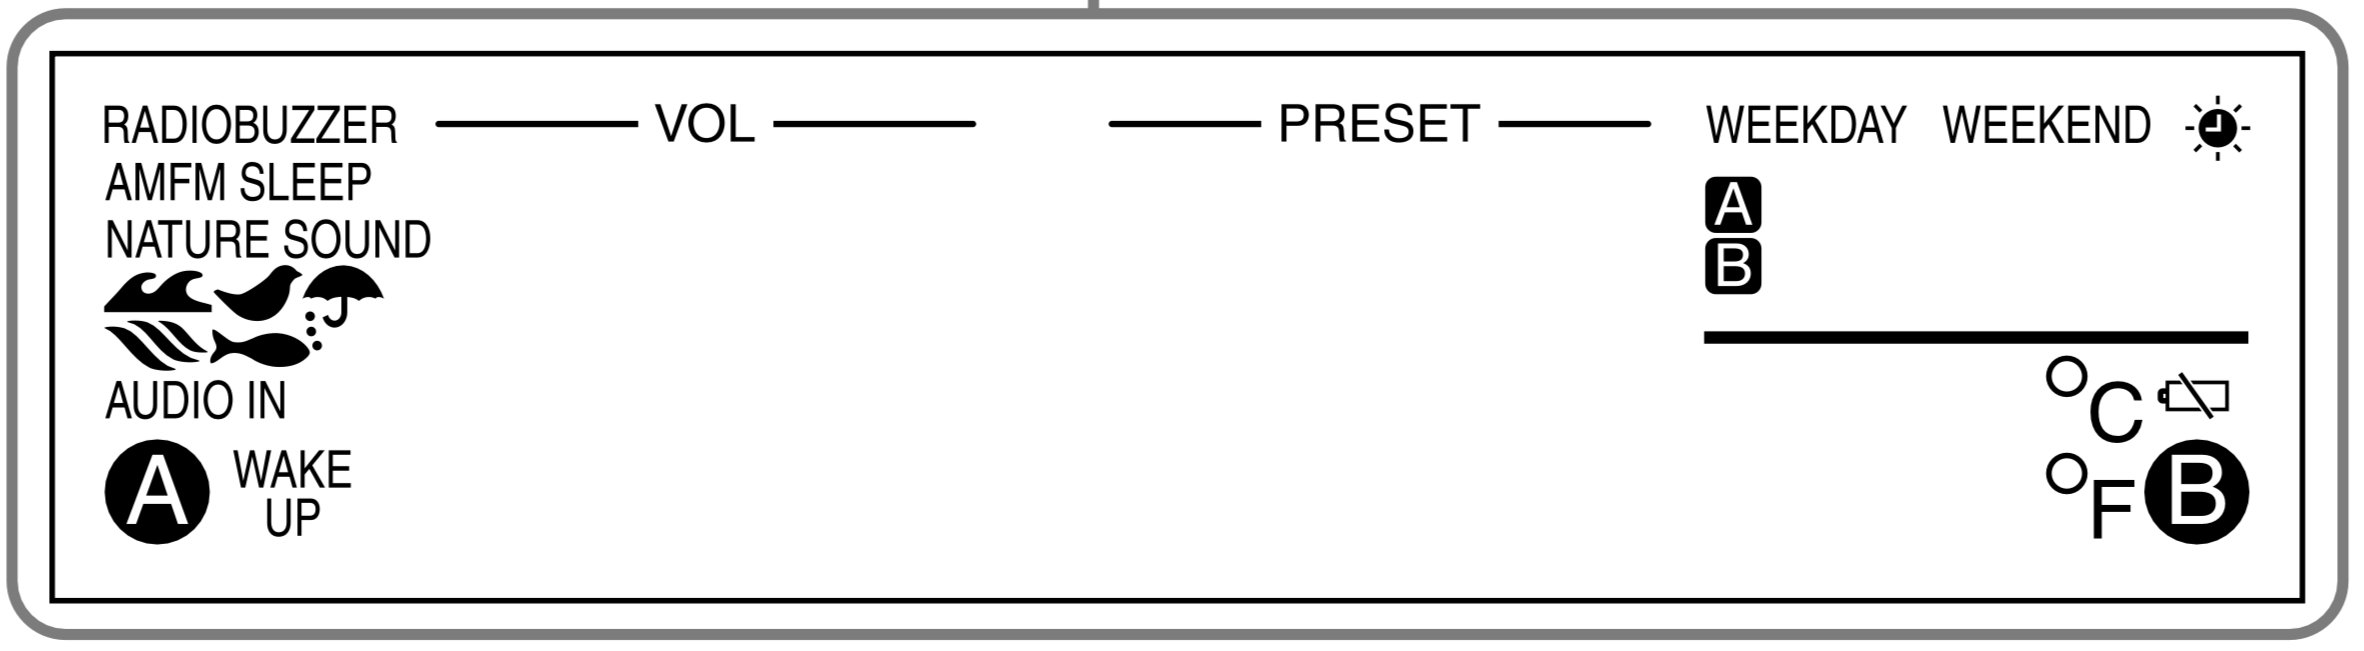 RADIOBUZZER VOL PRESET WEEKDAY WEEKEND
AMFM SLEEP
A
NATURE SOUND
B
AUDIO IN
°C
A WAKE UP
°F B